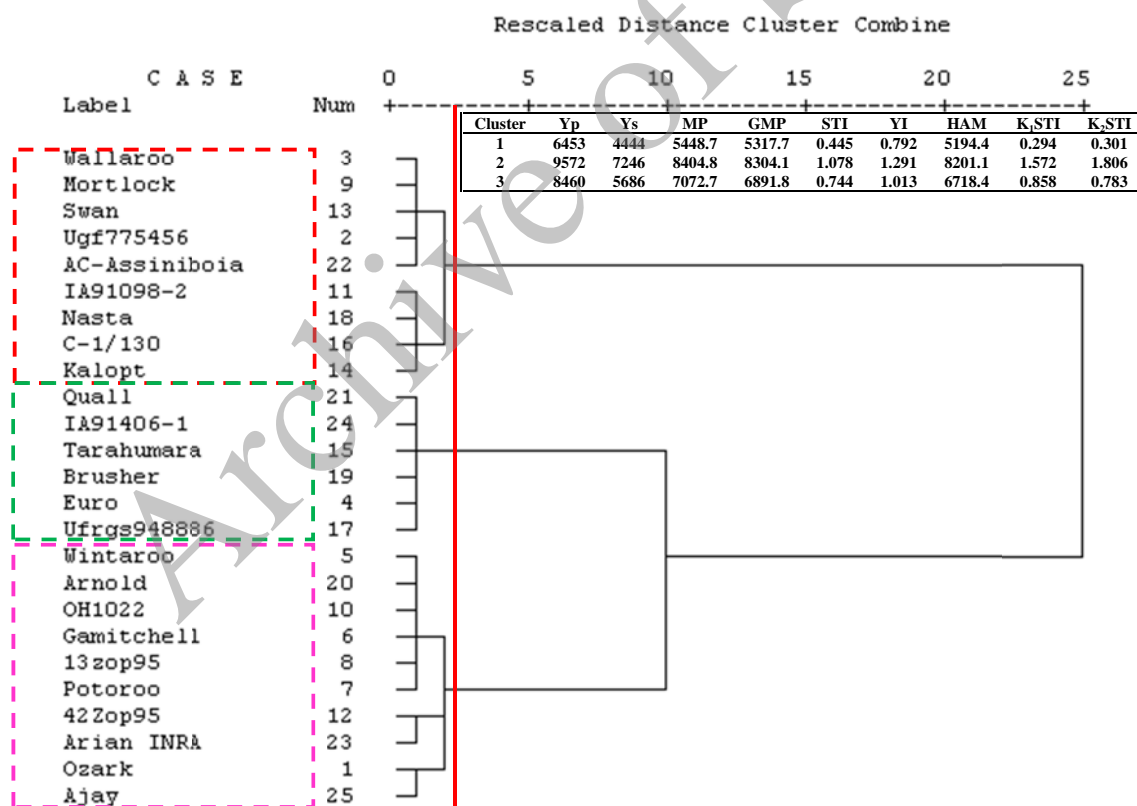 Rescaled Distance Cluster Combine
C A S E 0 5 10 15 20 25
Label Num
Cluster Yp Ys MP GMP STI YI HAM K₁STI K₂STI
1 6453 4444 5448.7 5317.7 0.445 0.792 5194.4 0.294 0.301
2 9572 7246 8404.8 8304.1 1.078 1.291 8201.1 1.572 1.806
3 8460 5686 7072.7 6891.8 0.744 1.013 6718.4 0.858 0.783
Wallaroo 3
Mortlock 9
Swan 13
Ugf775456 2
AC-Assiniboia 22
IA91098-2 11
Nasta 18
C-1/130 16
Kalopt 14
Quall 21
IA91406-1 24
Tarahumara 15
Brusher 19
Euro 4
Ufrgs948886 17
Wintaroo 5
Arnold 20
OH1022 10
Gamitchell 6
13zop95 8
Potoroo 7
42Zop95 12
Arian INRA 23
Ozark 1
Ajay 25
Archive of